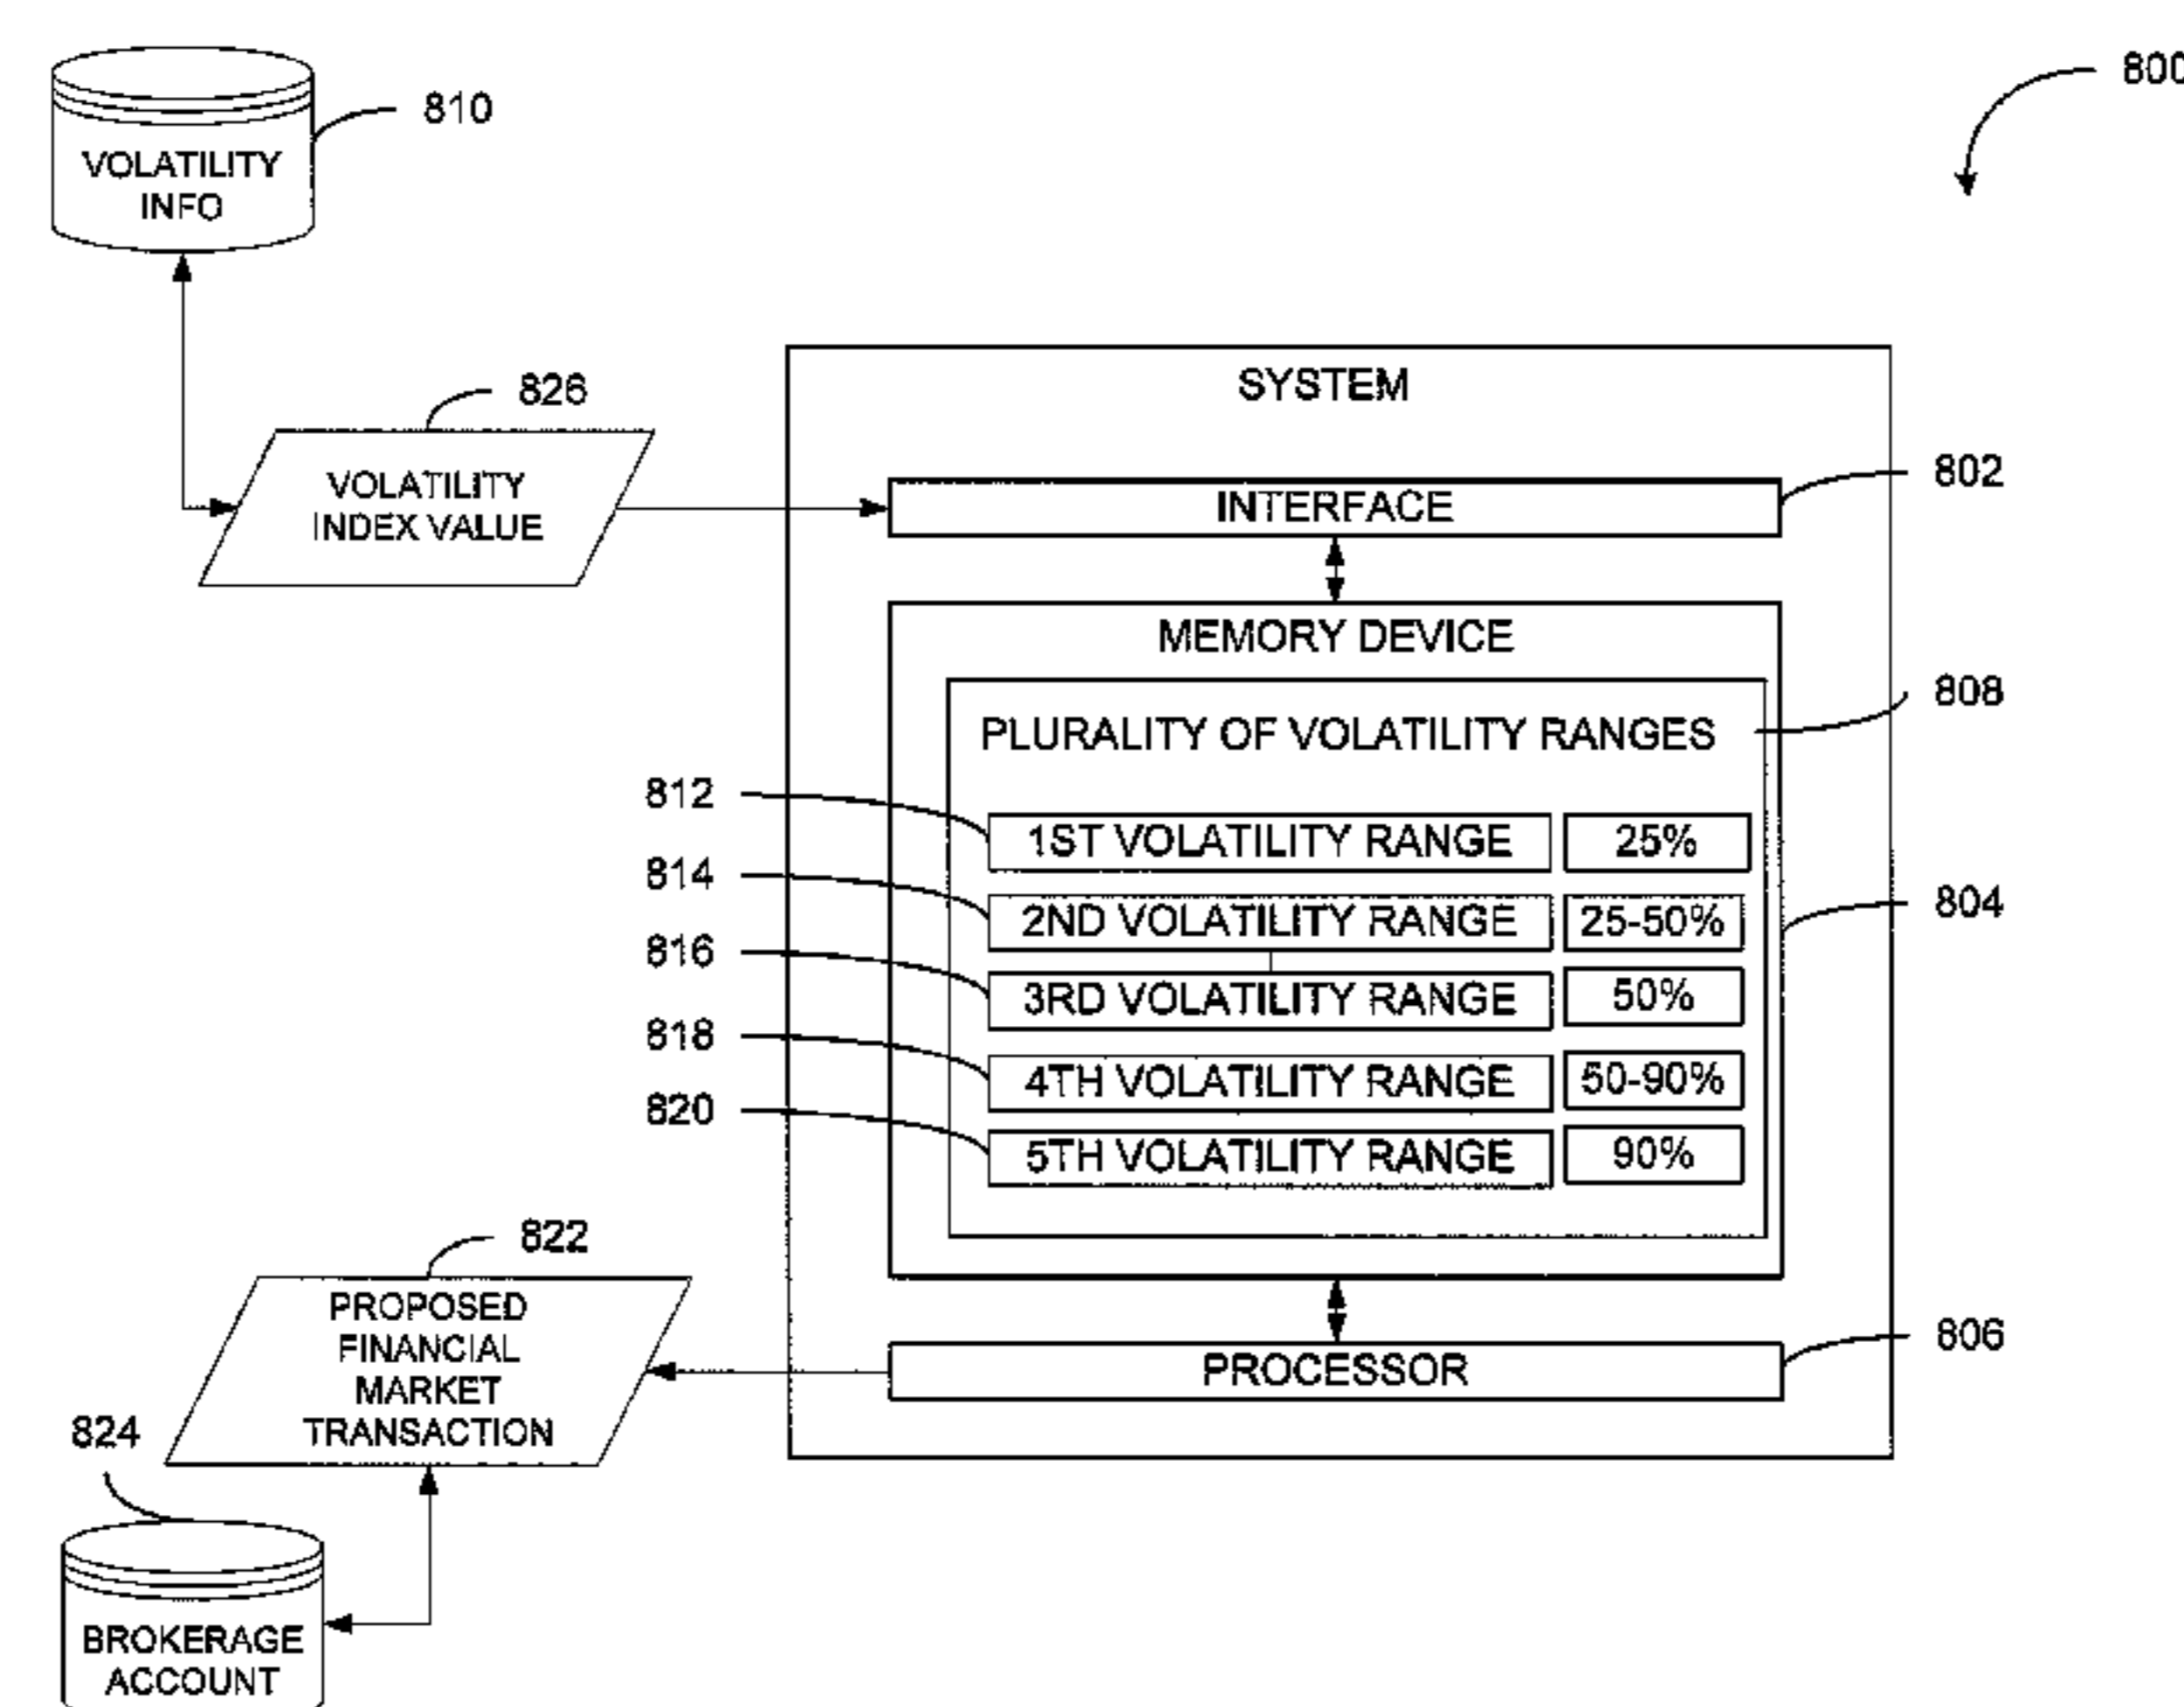 800
810
VOLATILITY
INFO
826
VOLATILITY
INDEX VALUE
SYSTEM
802
INTERFACE
MEMORY DEVICE
808
PLURALITY OF VOLATILITY RANGES
812
1ST VOLATILITY RANGE 25%
814
2ND VOLATILITY RANGE 25-50%
804
816
3RD VOLATILITY RANGE 50%
818
4TH VOLATILITY RANGE 50-90%
820
5TH VOLATILITY RANGE 90%
822
PROPOSED
FINANCIAL
MARKET
TRANSACTION
806
PROCESSOR
824
BROKERAGE
ACCOUNT